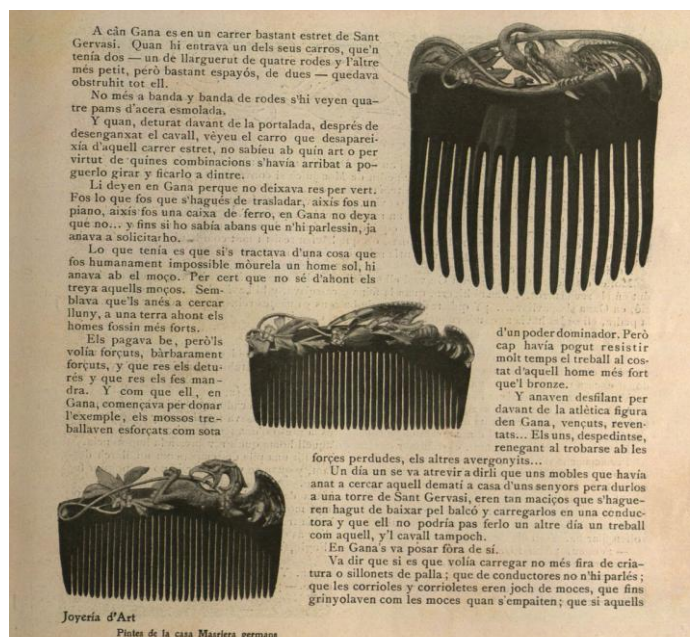 A càn Gana es en un carrer bastant estret de Sant
Gervasi. Quan hi entrava un dels seus carros, que'n
tenía dos — un de llarguerut de quatre rodes y l'altre
més petit, però bastant espayós, de dues — quedava
obstruhit tot ell.
No més a banda y banda de rodes s'hi veyen qua-
tre pams d'acera esmolada.
Y quan, deturat davant de la portalada, després de
desenganxat el cavall, vèyeu el carro que desaparei-
xía d'aquell carrer estret, no sabíeu ab quín art o per
virtut de quínes combinacions s'havía arribat a po-
guerlo girar y ficarlo a dintre.
Li deyen en Gana perque no deixava res per vert.
Fos lo que fos que s'hagués de trasladar, aixís fos un
piano, aixís fos una caixa de ferro, en Gana no deya
que no... y fins si ho sabía abans que n'hi parlessin, ja
anava a solicitarho.
Lo que tenía es que si's tractava d'una cosa que
fos humanament impossible mòurela un home sol, hi
anava ab el moço. Per cert que no sé d'ahont els
treya aquells moços. Sem-
blava que'ls anés a cercar
lluny, a una terra ahont els
homes fossin més forts.
Els pagava be, però'ls
volía forçuts, bàrbarament
forçuts, y que res els detu-
rés y que res els fes man-
dra. Y com que ell, en
Gana, començava per donar
l'exemple, els mossos tre-
ballaven esforçats com sota
d'un poder dominador. Però
cap havía pogut resistir
molt temps el treball al cos-
tat d'aquell home més fort
que'l bronze.
Y anaven desfilant per
davant de la atlètica figura
den Gana, vençuts, reven-
tats... Els uns, despedintse,
renegant al trobarse ab les
forçes perdudes, els altres avergonyits...
Un día un se va atrevir a dirli que uns mobles que havía
anat a cercar aquell dematí a casa d'uns senyors pera durlos
a una torre de Sant Gervasi, eren tan maciços que s'hague-
ren hagut de baixar pel balcó y carregarlos en una conduc-
tora y que ell no podría pas ferlo un altre día un treball
com aquell, y'l cavall tampoch.
En Gana's va posar fòra de sí.
Va dir que si es que volía carregar no més fira de cria-
tura o sillonets de palla; que de conductores no n'hi parlés;
que les corrioles y corrioletes eren joch de moces, que fins
grinyolaven com les moces quan s'empaiten; que si aquells
Joyería d'Art
Pintes de la casa Masriera germans